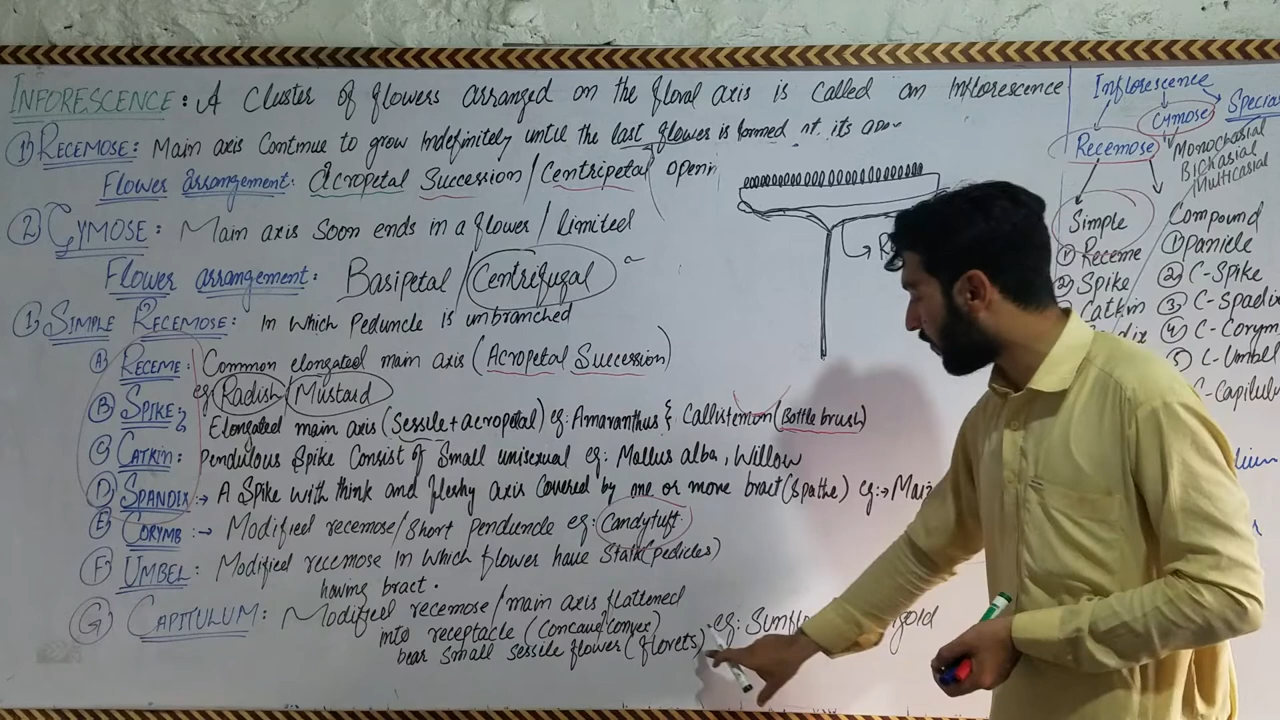 INFORESCENCE: A Cluster of flowers arranged on the floral axis is called an Inflorescence
① RECEMOSE: Main axis Continue to grow Indefinitely until the last flower is formed at its
Flower arrangement: Acropetal Succession / Centripetal
② CYMOSE: Main axis Soon ends in a flower / limited
Flower arrangement: Basipetal / Centrifugal
① SIMPLE RECEMOSE: In which Peduncle is unbranched
Ⓐ RECEME: Common elongated main axis (Acropetal Succession)
eg Radish / Mustard
Ⓑ SPIKE:
Elongated main axis (Sessile + acropetal) eg: Amaranthus & Callistemon (Bottle brush)
Ⓒ CATKIN: Pendulous Spike Consist of Small unisexual eg: Mallus alba, Willow
Ⓓ SPANDIX:→ A Spike with think and fleshy axis Covered by one or more bract (spathe) eg:→
Ⓔ CORYMB:→ Modified recemose / short Penduncle eg: Candytuft
Ⓕ UMBEL: Modified recemose In which flower have Stalk (pedicles)
having bract.
Ⓖ CAPITULUM: Modified recemose / main axis flattened
into receptacle (Concave/convex)
bear Small sessile flower (florets) eg:
Inflorescence
Recemose
Cymose
Monochasial
Bickasial
Multicasial
Simple
① Receme
② Spike
Catkin
Compound
① Panicle
② C-Spike
③ C-Spadix
④ C-Corym
⑤ C-Umbel